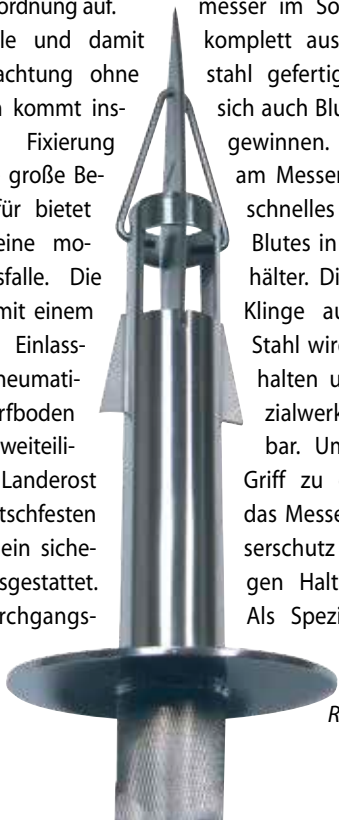 ordnung auf.
le und damit
achtung ohne
n kommt ins-
Fixierung
große Be-
für bietet
eine mo-
sfalle. Die
mit einem
Einlass-
neumati-
rfboden
weiteili-
Landerost
tschfesten
ein siche-
sgestattet.
rchgangs-
messer im So
komplett aus
stahl gefertig
sich auch Blu
gewinnen.
am Messer
schnelles
Blutes in
hälter. Di
Klinge au
Stahl wird
halten u
zialwerk
bar. Un
Griff zu
das Messe
serschutz
gen Halt
Als Spezi
R